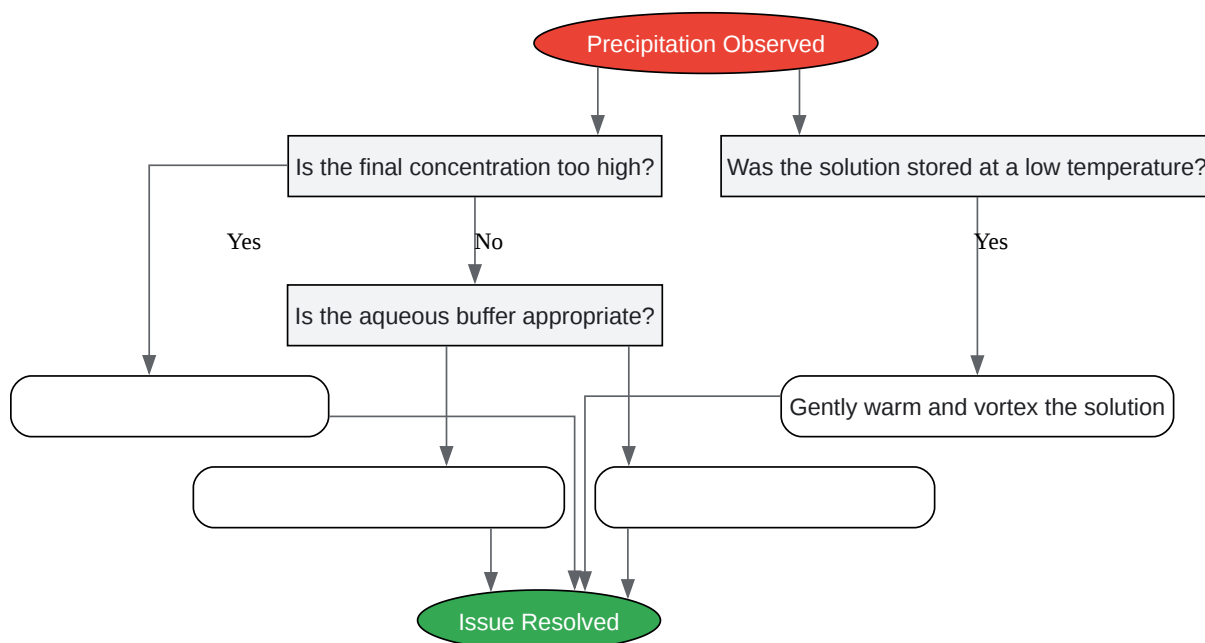 Precipitation Observed
Is the final concentration too high?
Was the solution stored at a low temperature?
Yes
No
Yes
Is the aqueous buffer appropriate?
Gently warm and vortex the solution
Issue Resolved